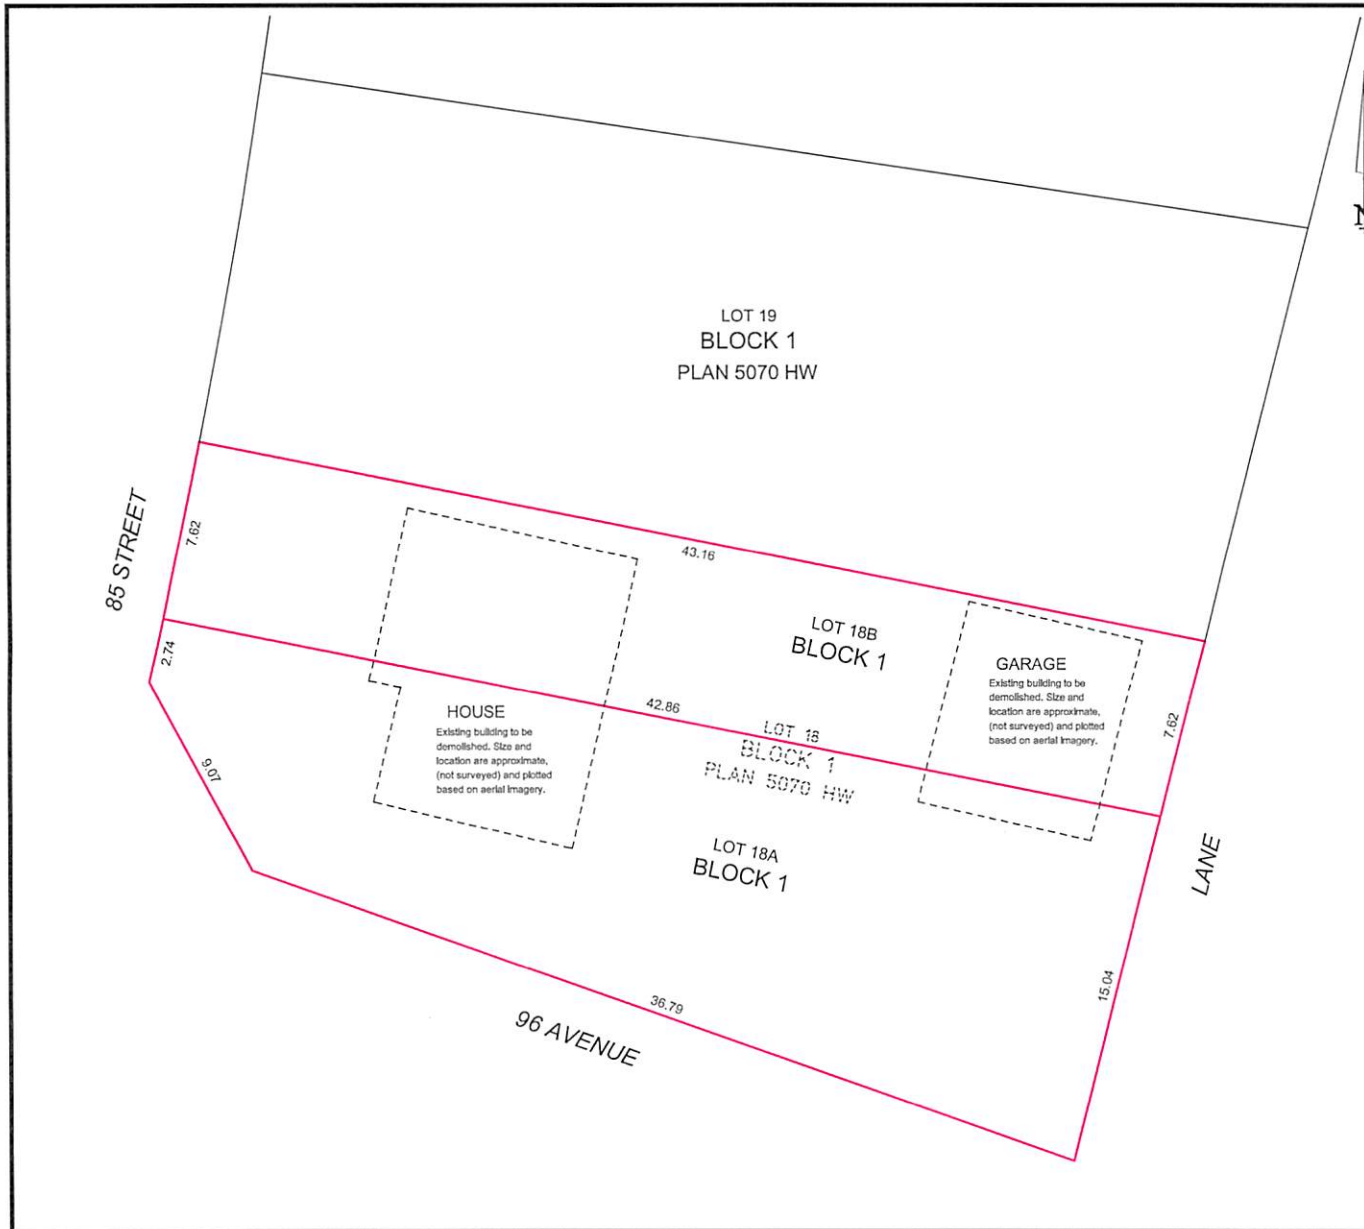 LOT 19
BLOCK 1
PLAN 5070 HW
85 STREET
7.62
43.16
2.74
LOT 18B
BLOCK 1
GARAGE
Existing building to be
demolished. Size and
location are approximate,
(not surveyed) and plotted
based on aerial imagery.
7.62
HOUSE
Existing building to be
demolished. Size and
location are approximate,
(not surveyed) and plotted
based on aerial imagery.
42.86
LOT 18
BLOCK 1
PLAN 5070 HW
9.07
LOT 18A
BLOCK 1
LANE
15.04
36.79
96 AVENUE